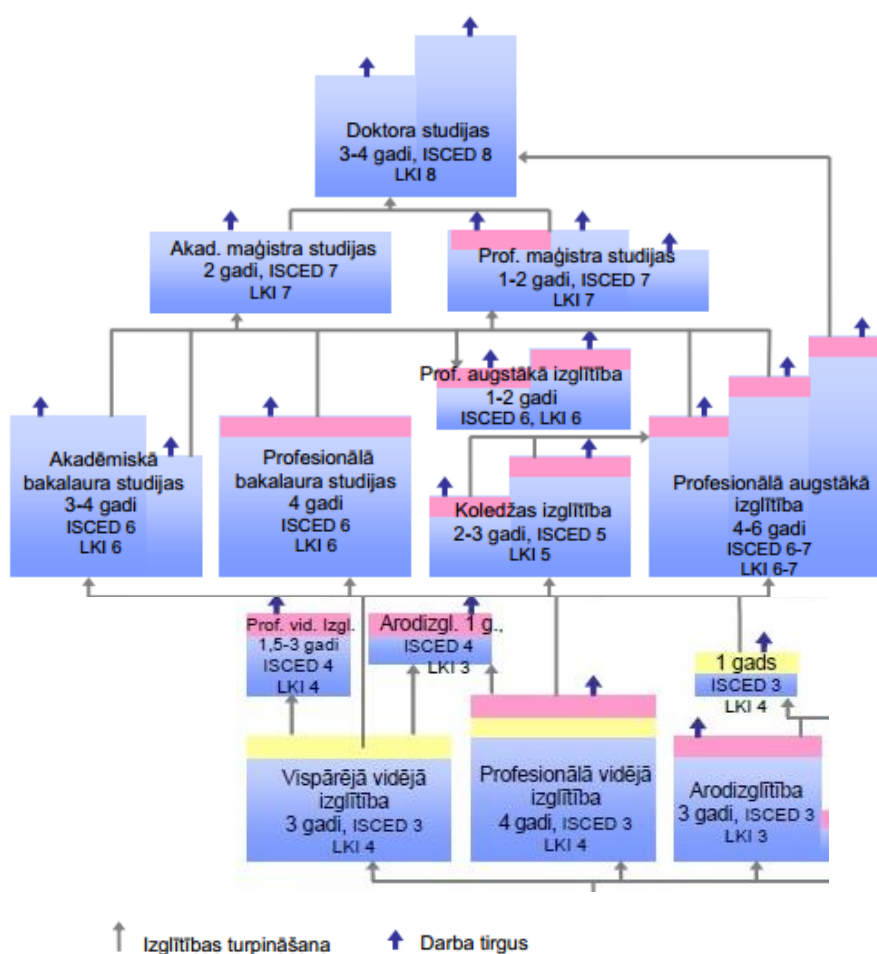 Doktora studijas
3-4 gadi, ISCED 8
LKI 8
Akad. maģistra studijas
2 gadi, ISCED 7
LKI 7
Prof. maģistra studijas
1-2 gadi, ISCED 7
LKI 7
Prof. augstākā izglītība
1-2 gadi
ISCED 6, LKI 6
Akadēmiskā
bakalaura studijas
3-4 gadi
ISCED 6
LKI 6
Profesionālā
bakalaura studijas
4 gadi
ISCED 6
LKI 6
Koledžas izglītība
2-3 gadi, ISCED 5
LKI 5
Profesionālā augstākā
izglītība
4-6 gadi
ISCED 6-7
LKI 6-7
Prof. vid. Izgl.
1,5-3 gadi
ISCED 4
LKI 4
Arodizgl. 1 g.,
ISCED 4
LKI 3
1 gads
ISCED 3
LKI 4
Vispārējā vidējā
izglītība
3 gadi, ISCED 3
LKI 4
Profesionālā vidējā
izglītība
4 gadi, ISCED 3
LKI 4
Arodizglītība
3 gadi, ISCED 3
LKI 3
Izglītības turpināšana
Darba tirgus